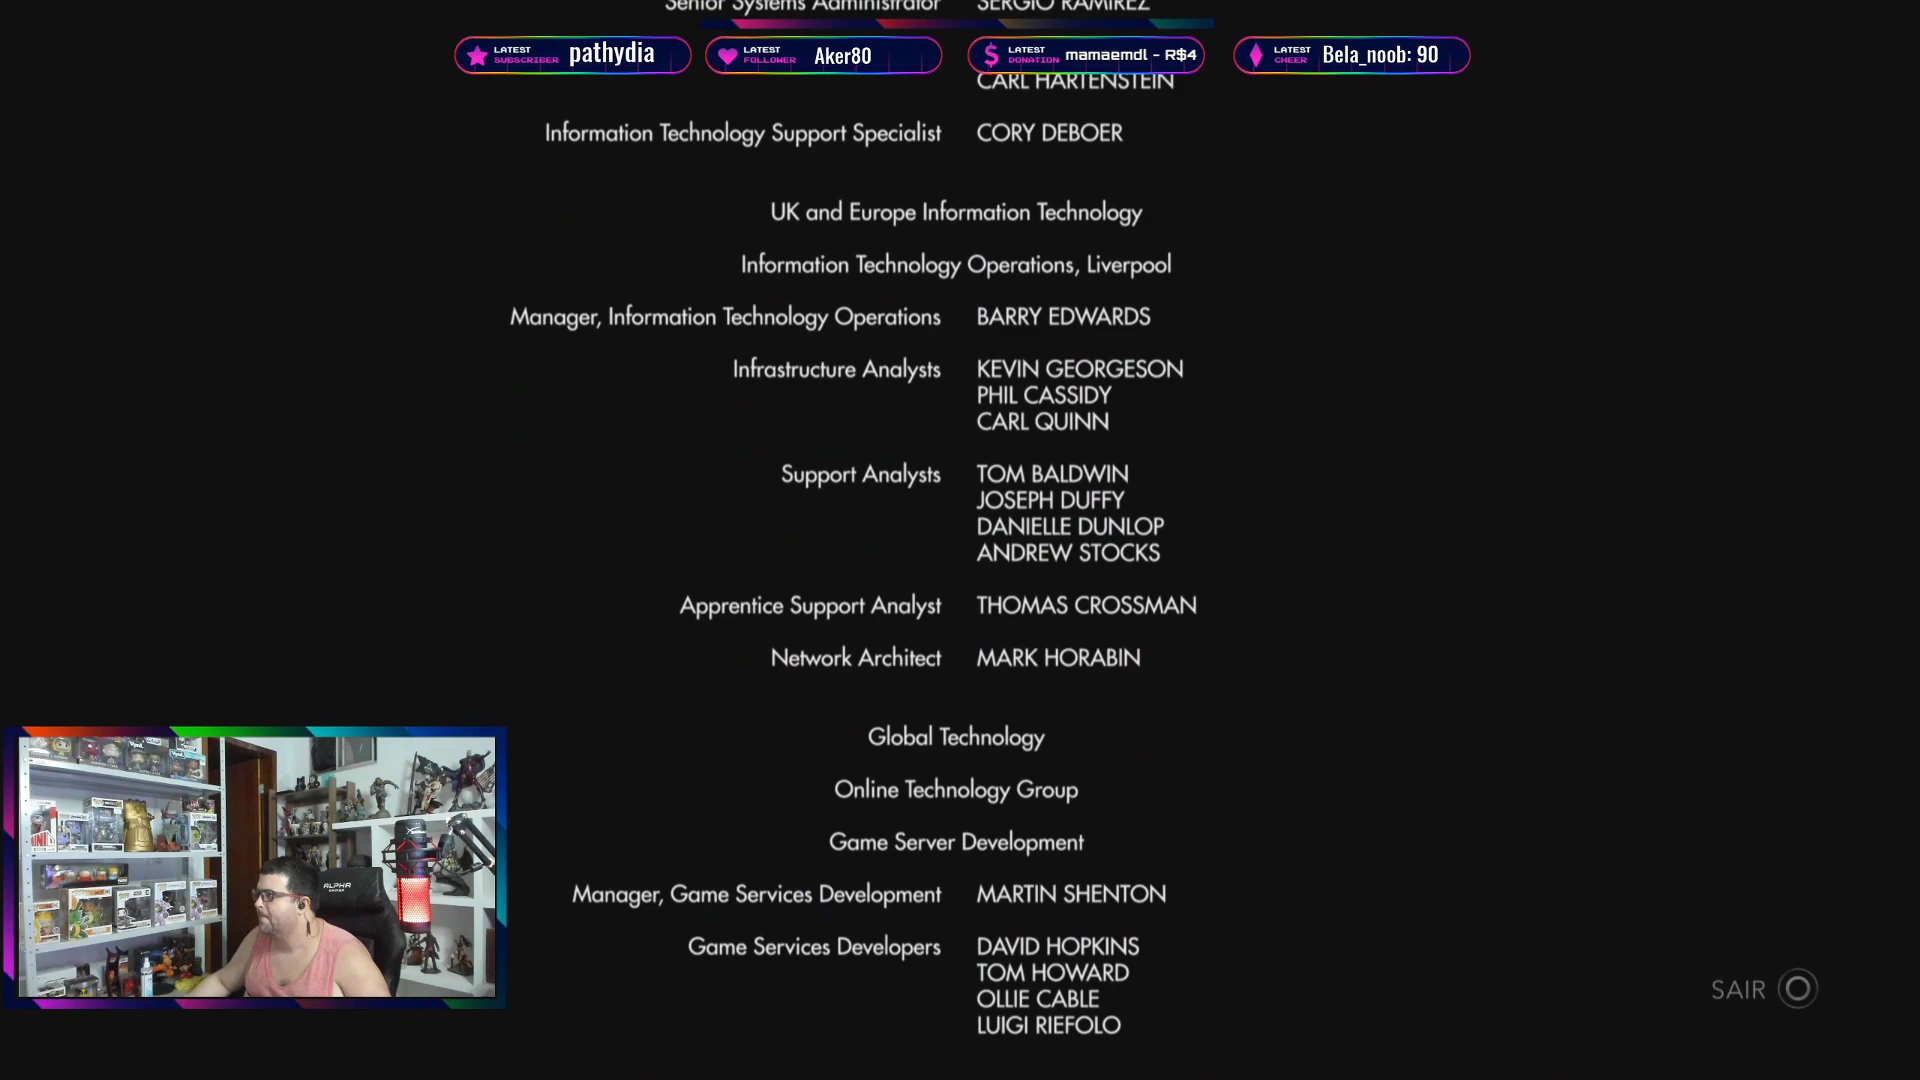 Senior Systems Administrator SERGIO RAMIREZ
LATEST SUBSCRIBER pathydia
LATEST FOLLOWER Aker80
LATEST DONATION mamaemdl - R$4
LATEST CHEER Bela_noob: 90
CARL HARTENSTEIN
Information Technology Support Specialist CORY DEBOER
UK and Europe Information Technology
Information Technology Operations, Liverpool
Manager, Information Technology Operations BARRY EDWARDS
Infrastructure Analysts KEVIN GEORGESON
PHIL CASSIDY
CARL QUINN
Support Analysts TOM BALDWIN
JOSEPH DUFFY
DANIELLE DUNLOP
ANDREW STOCKS
Apprentice Support Analyst THOMAS CROSSMAN
Network Architect MARK HORABIN
Global Technology
Online Technology Group
Game Server Development
Manager, Game Services Development MARTIN SHENTON
Game Services Developers DAVID HOPKINS
TOM HOWARD
OLLIE CABLE
LUIGI RIEFOLO
SAIR
ALPHA